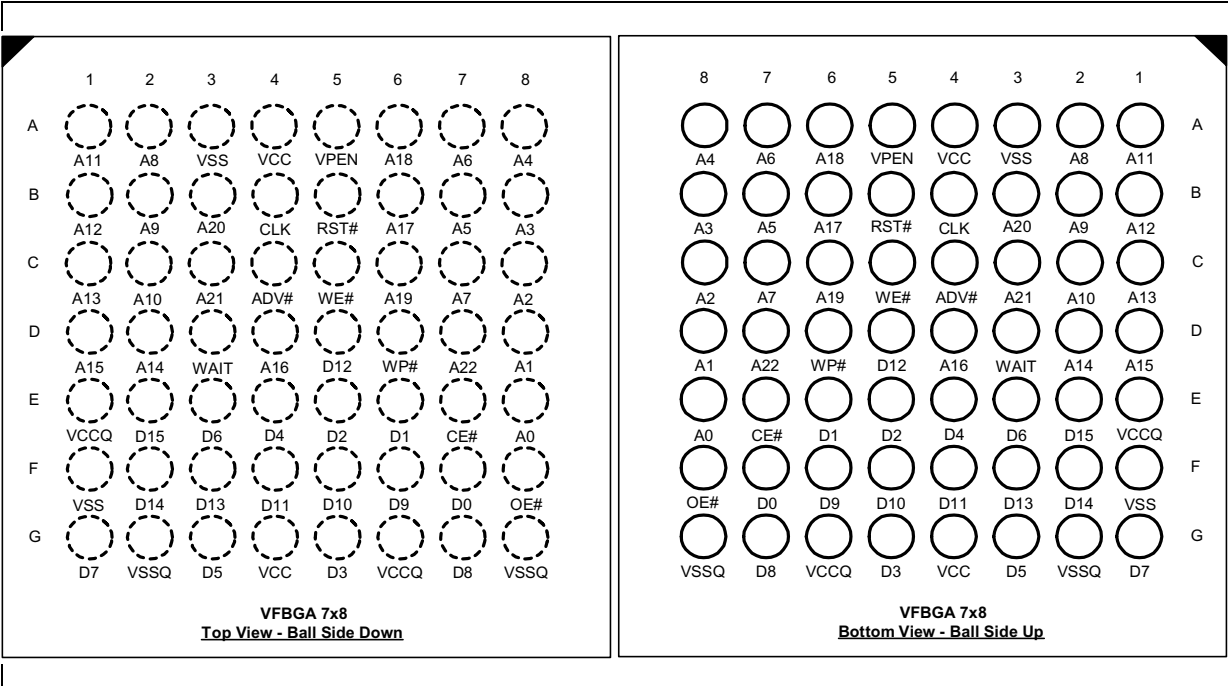 1 2 3 4 5 6 7 8
A
A11 A8 VSS VCC VPEN A18 A6 A4
B
A12 A9 A20 CLK RST# A17 A5 A3
C
A13 A10 A21 ADV# WE# A19 A7 A2
D
A15 A14 WAIT A16 D12 WP# A22 A1
E
VCCQ D15 D6 D4 D2 D1 CE# A0
F
VSS D14 D13 D11 D10 D9 D0 OE#
G
D7 VSSQ D5 VCC D3 VCCQ D8 VSSQ
VFBGA 7x8
Top View - Ball Side Down
8 7 6 5 4 3 2 1
A
A4 A6 A18 VPEN VCC VSS A8 A11
B
A3 A5 A17 RST# CLK A20 A9 A12
C
A2 A7 A19 WE# ADV# A21 A10 A13
D
A1 A22 WP# D12 A16 WAIT A14 A15
E
A0 CE# D1 D2 D4 D6 D15 VCCQ
F
OE# D0 D9 D10 D11 D13 D14 VSS
G
VSSQ D8 VCCQ D3 VCC D5 VSSQ D7
VFBGA 7x8
Bottom View - Ball Side Up